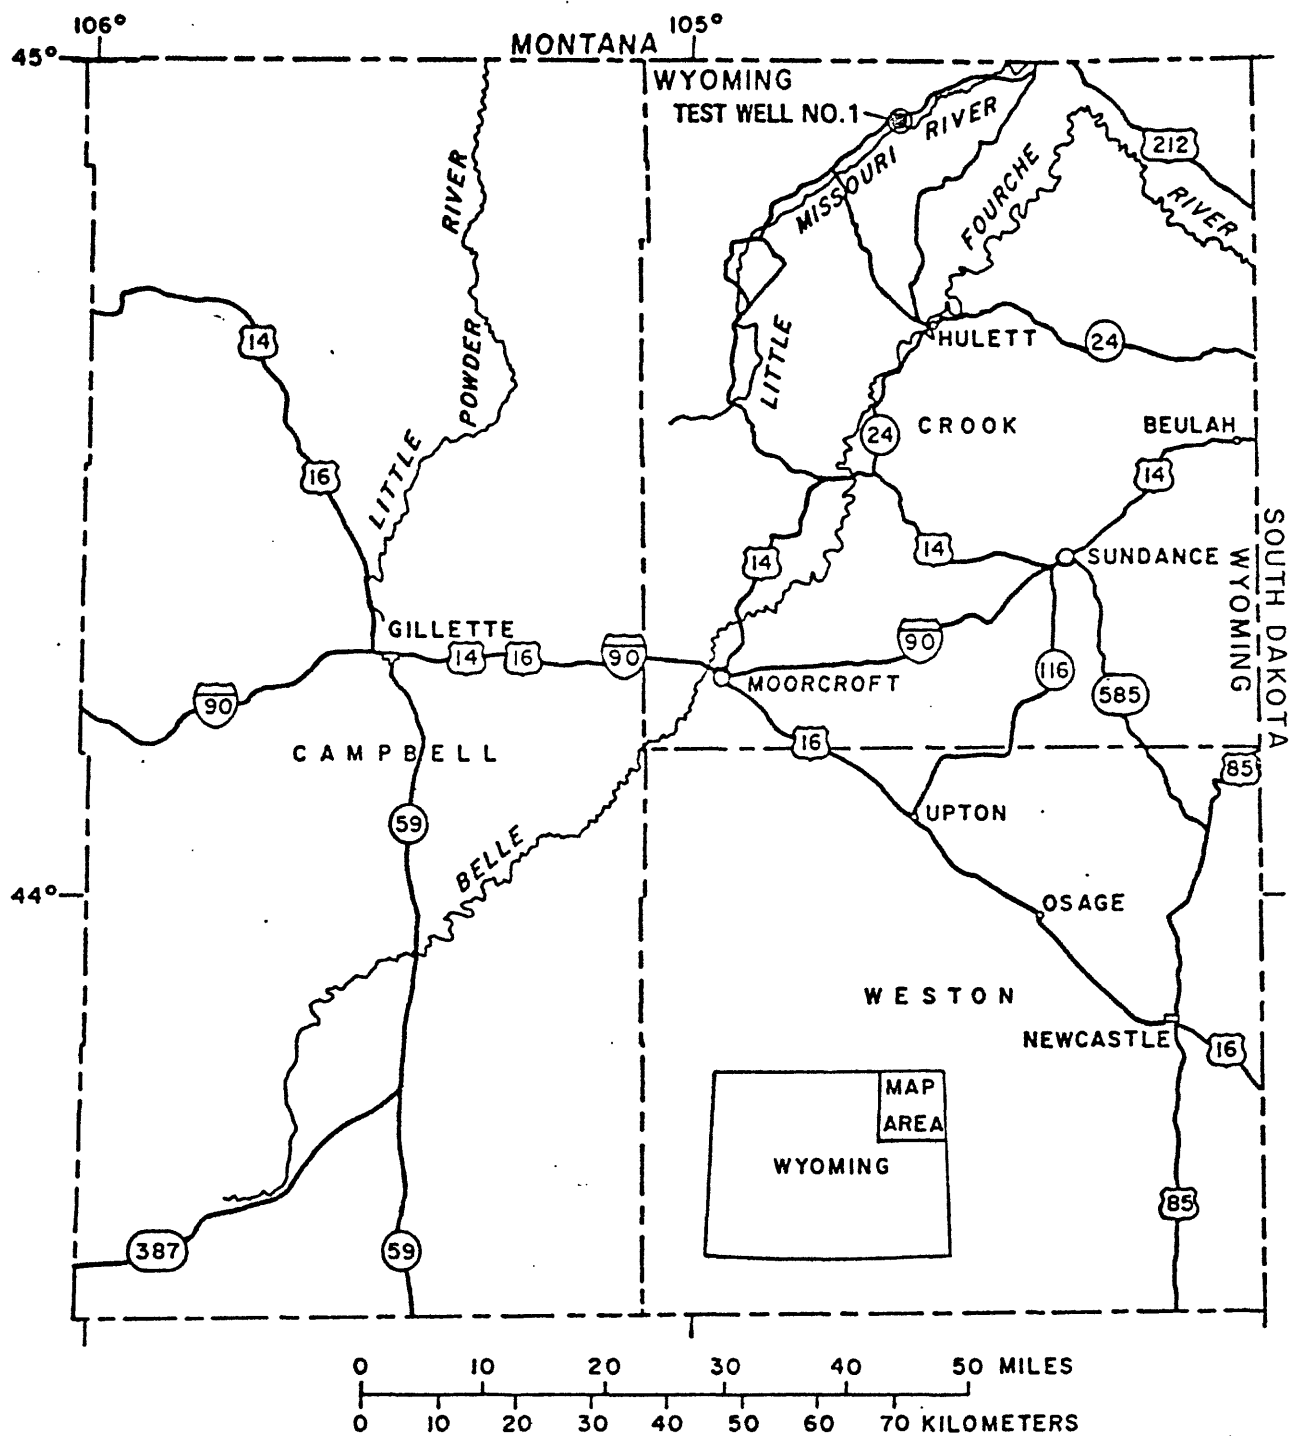 106°
105°
45°
MONTANA
WYOMING
TEST WELL NO.1
MISSOURI RIVER
212
FOURCHE
RIVER
RIVER
14
POWDER
LITTLE
HULETT
24
24
CROOK
BEULAH
16
LITTLE
14
14
14
SUNDANCE
SOUTH DAKOTA
WYOMING
GILLETTE
14
16
90
90
116
585
MOORCROFT
90
CAMPBELL
16
85
59
UPTON
BELLE
44°
OSAGE
WESTON
NEWCASTLE
16
MAP
AREA
WYOMING
85
387
59
0 10 20 30 40 50 MILES
0 10 20 30 40 50 60 70 KILOMETERS